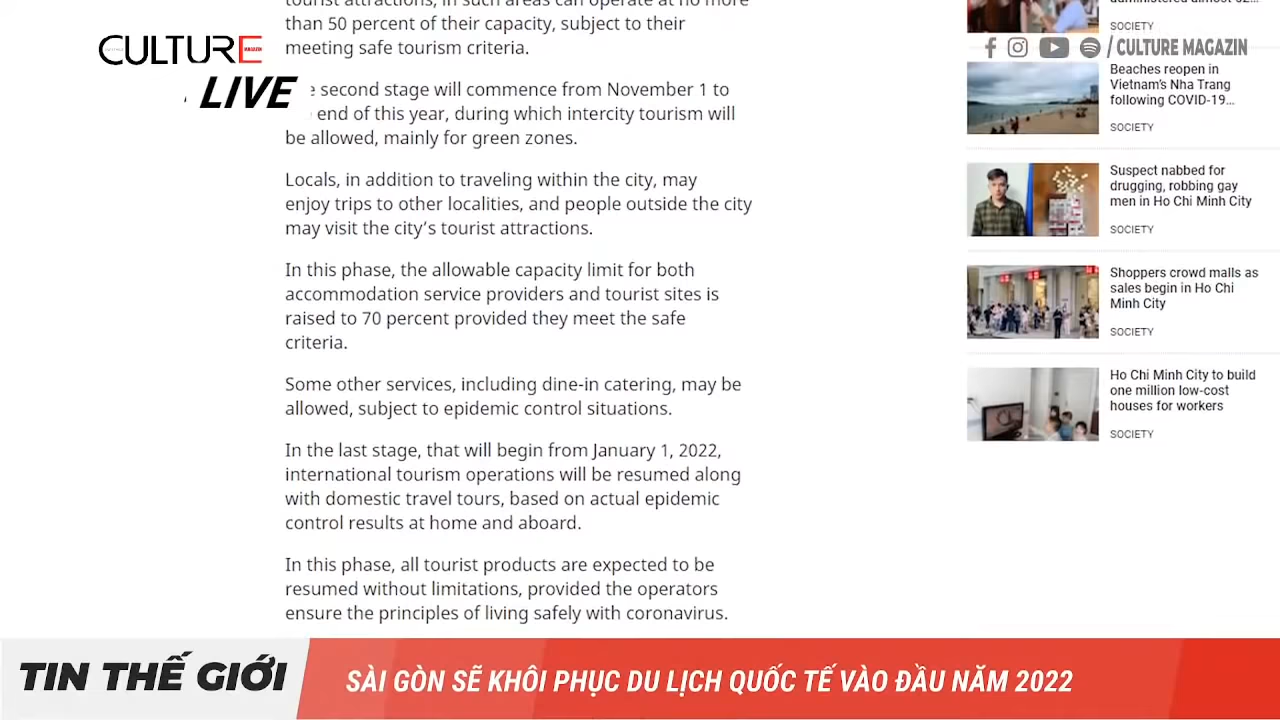 tourist attractions, in such areas can operate at no more
than 50 percent of their capacity, subject to their
meeting safe tourism criteria.
CULTURE
LIVE
second stage will commence from November 1 to
end of this year, during which intercity tourism will
be allowed, mainly for green zones.
Locals, in addition to traveling within the city, may
enjoy trips to other localities, and people outside the city
may visit the city's tourist attractions.
In this phase, the allowable capacity limit for both
accommodation service providers and tourist sites is
raised to 70 percent provided they meet the safe
criteria.
Some other services, including dine-in catering, may be
allowed, subject to epidemic control situations.
In the last stage, that will begin from January 1, 2022,
international tourism operations will be resumed along
with domestic travel tours, based on actual epidemic
control results at home and aboard.
In this phase, all tourist products are expected to be
resumed without limitations, provided the operators
ensure the principles of living safely with coronavirus.
SOCIETY
/ CULTURE MAGAZIN
Beaches reopen in
Vietnam's Nha Trang
following COVID-19...
SOCIETY
Suspect nabbed for
drugging, robbing gay
men in Ho Chi Minh City
SOCIETY
Shoppers crowd malls as
sales begin in Ho Chi
Minh City
SOCIETY
Ho Chi Minh City to build
one million low-cost
houses for workers
SOCIETY
TIN THẾ GIỚI
SÀI GÒN SẼ KHÔI PHỤC DU LỊCH QUỐC TẾ VÀO ĐẦU NĂM 2022